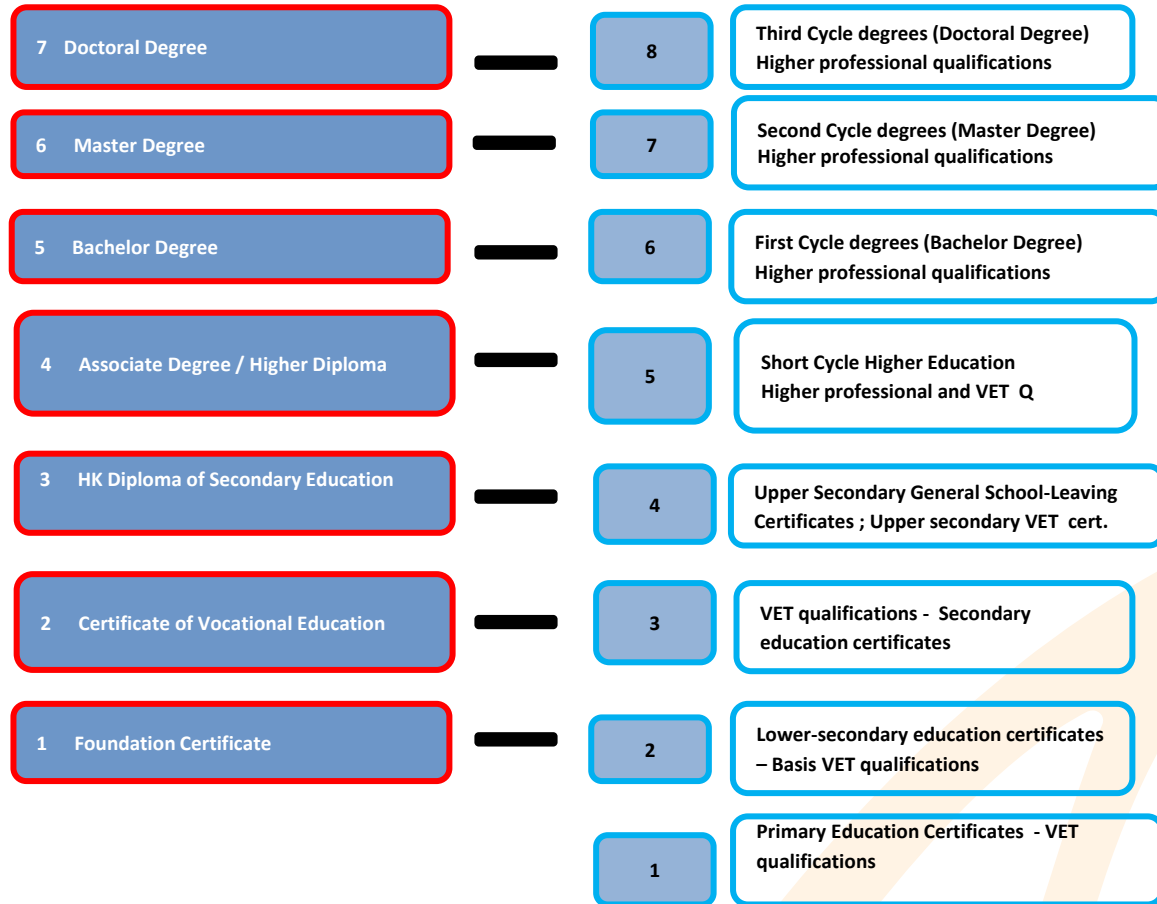 7 Doctoral Degree
8
Third Cycle degrees (Doctoral Degree)
Higher professional qualifications
6 Master Degree
7
Second Cycle degrees (Master Degree)
Higher professional qualifications
5 Bachelor Degree
6
First Cycle degrees (Bachelor Degree)
Higher professional qualifications
4 Associate Degree / Higher Diploma
5
Short Cycle Higher Education
Higher professional and VET Q
3 HK Diploma of Secondary Education
4
Upper Secondary General School-Leaving
Certificates ; Upper secondary VET cert.
2 Certificate of Vocational Education
3
VET qualifications - Secondary
education certificates
1 Foundation Certificate
2
Lower-secondary education certificates
– Basis VET qualifications
1
Primary Education Certificates - VET
qualifications